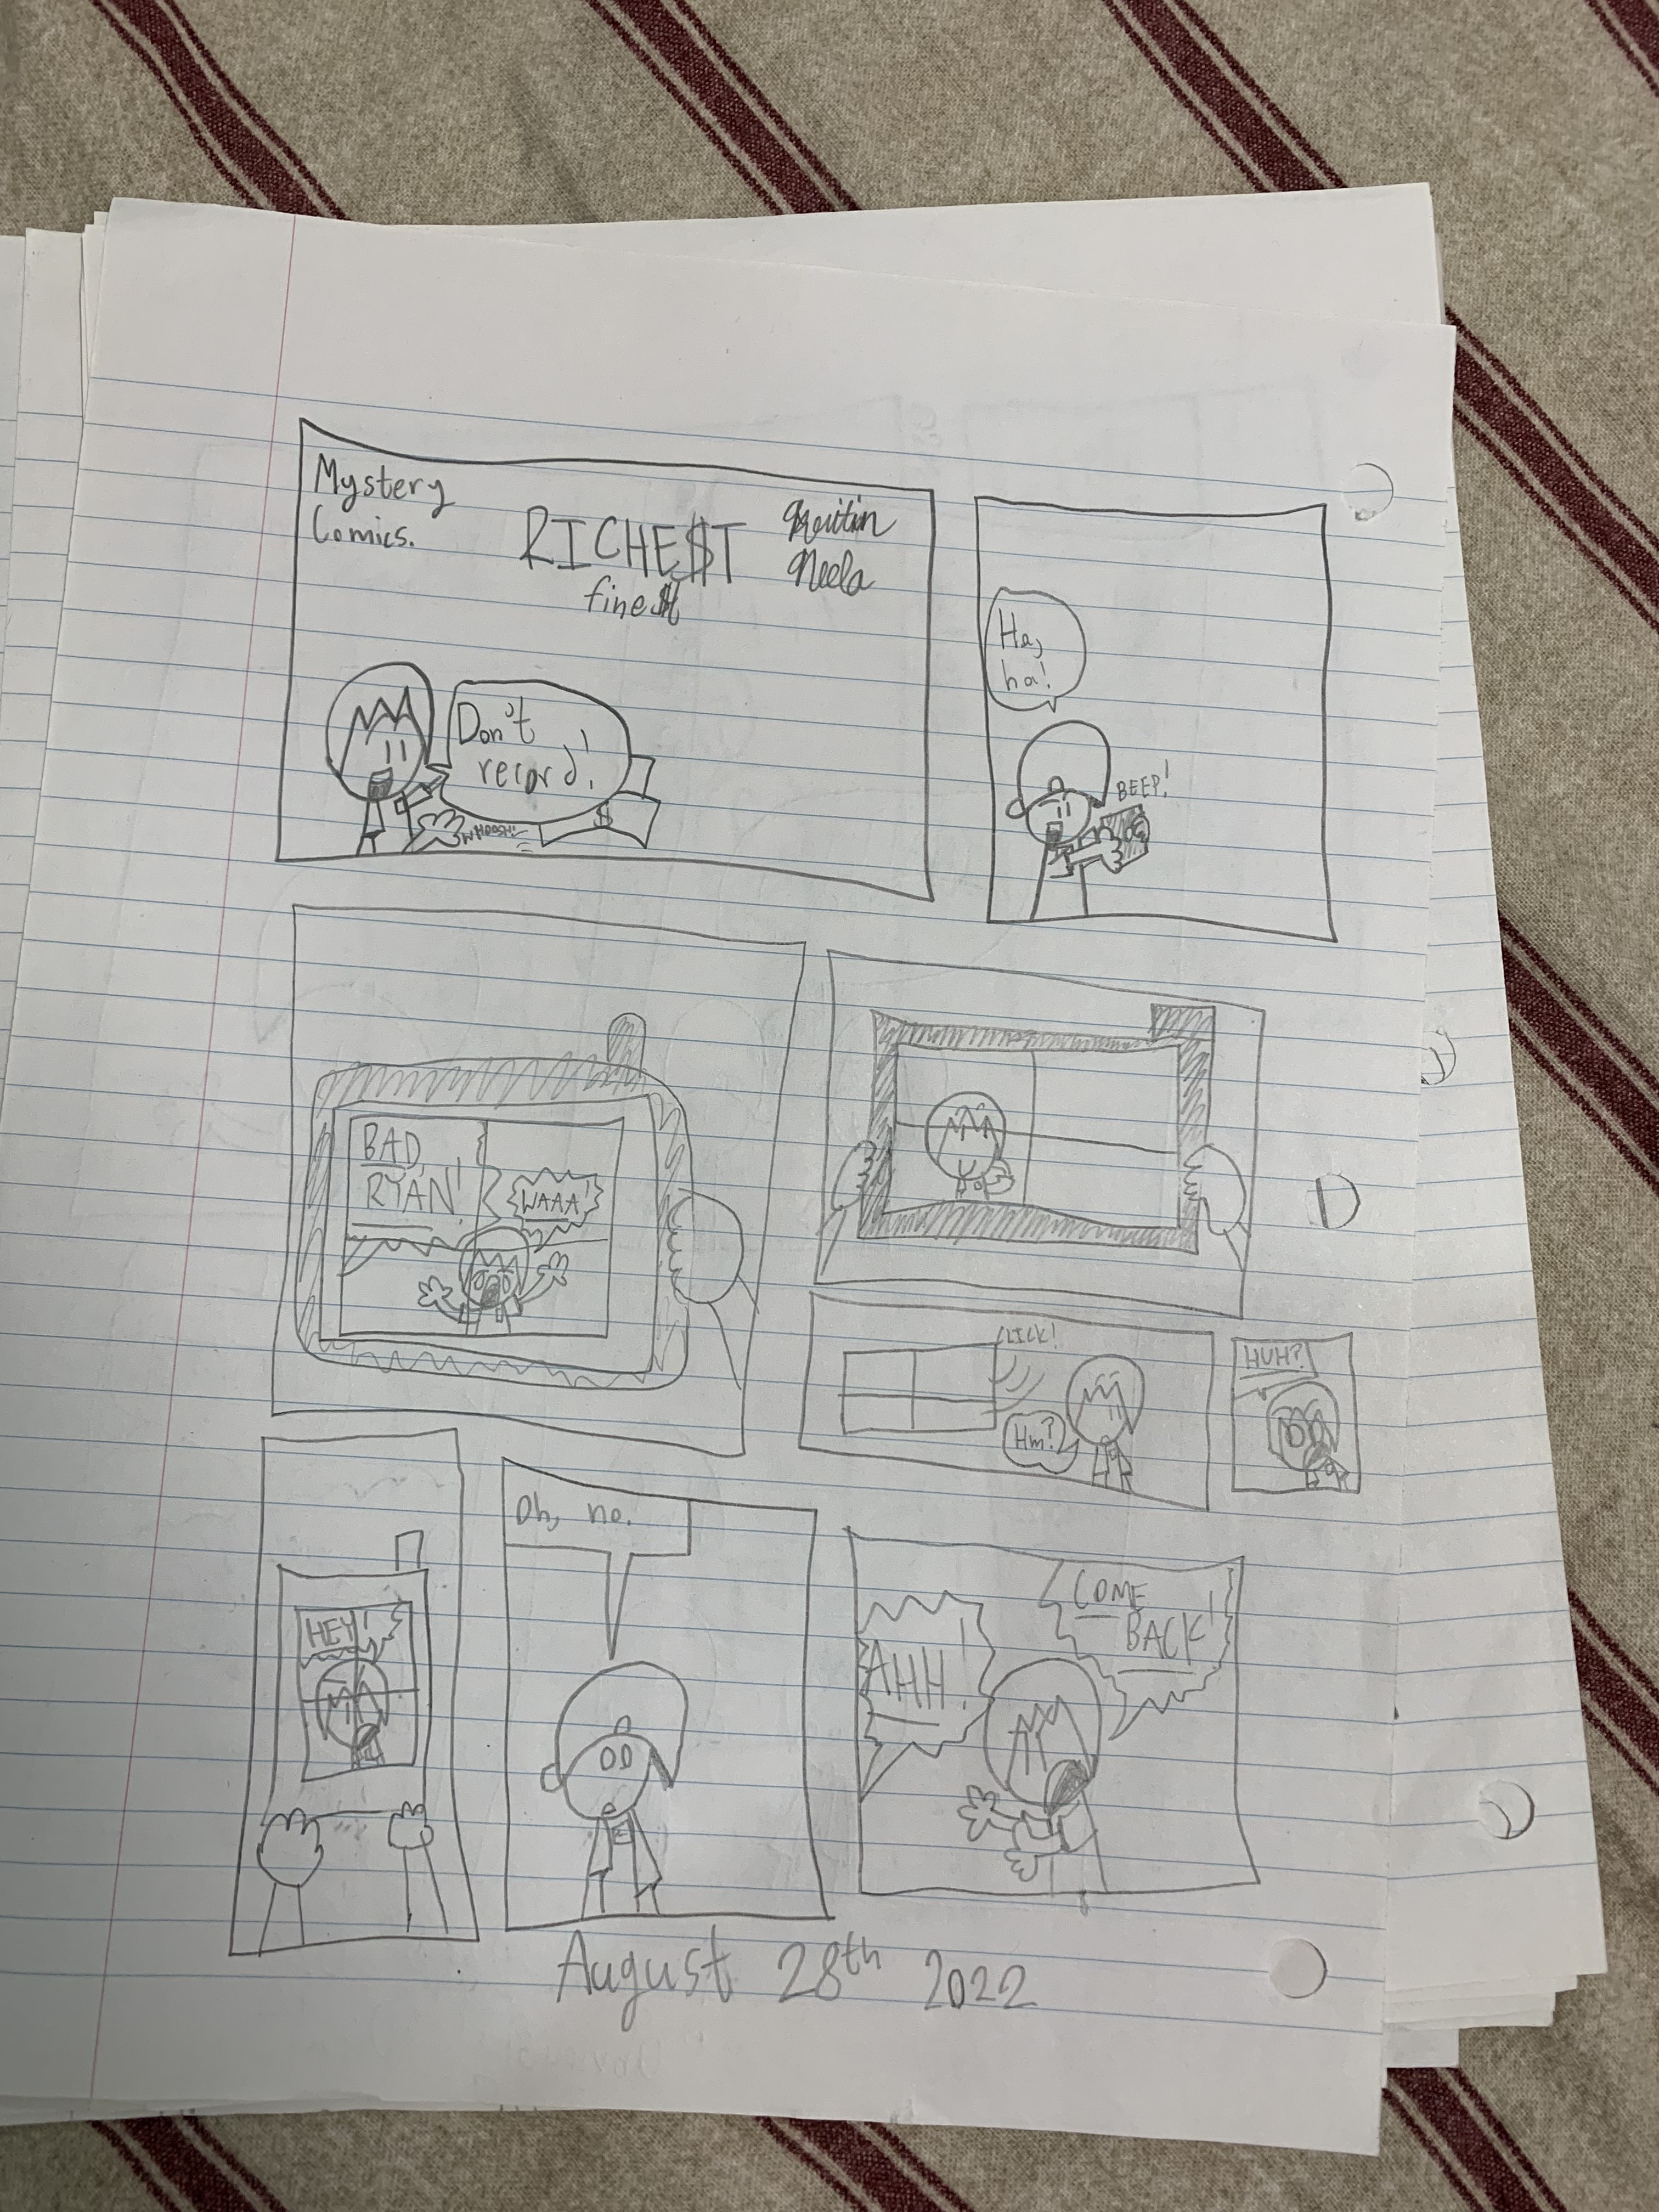 Mystery
Comics.
RICHE$T
fine$t
Neela
Don't
record!
WHOOSH!
$
Ha,
ha!
BEEP!
BAD,
RYAN!
WAAA!
CLICK!
Hm?
HUH?
HEY!
Oh, no.
AHH!
COME
BACK!
August 28th 2022